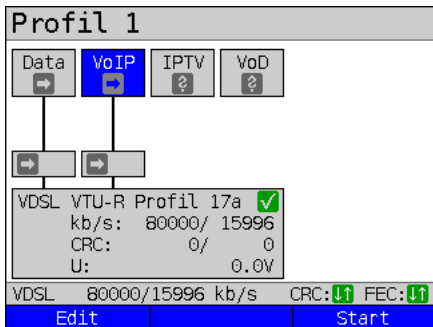 Profil 1
Data VoIP IPTV VoD
VDSL VTU-R Profil 17a
kb/s: 80000/ 15996
CRC: 0/ 0
U: 0.0V
VDSL 80000/15996 kb/s CRC: FEC:
Edit Start